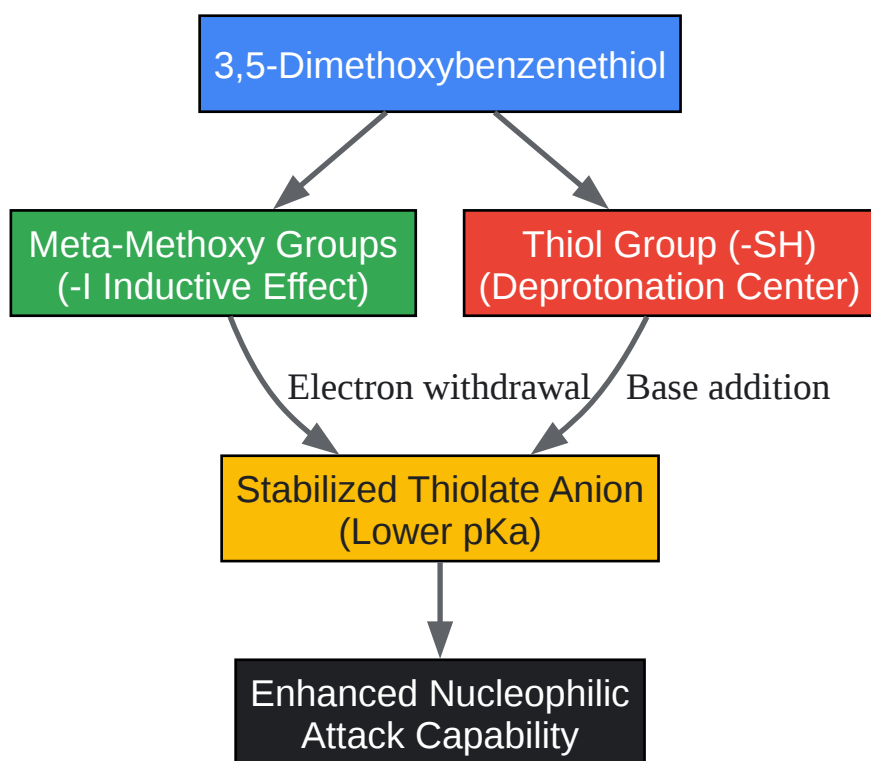 3,5-Dimethoxybenzenethiol
Meta-Methoxy Groups
(-I Inductive Effect)
Thiol Group (-SH)
(Deprotonation Center)
Electron withdrawal
Base addition
Stabilized Thiolate Anion
(Lower pKa)
Enhanced Nucleophilic
Attack Capability